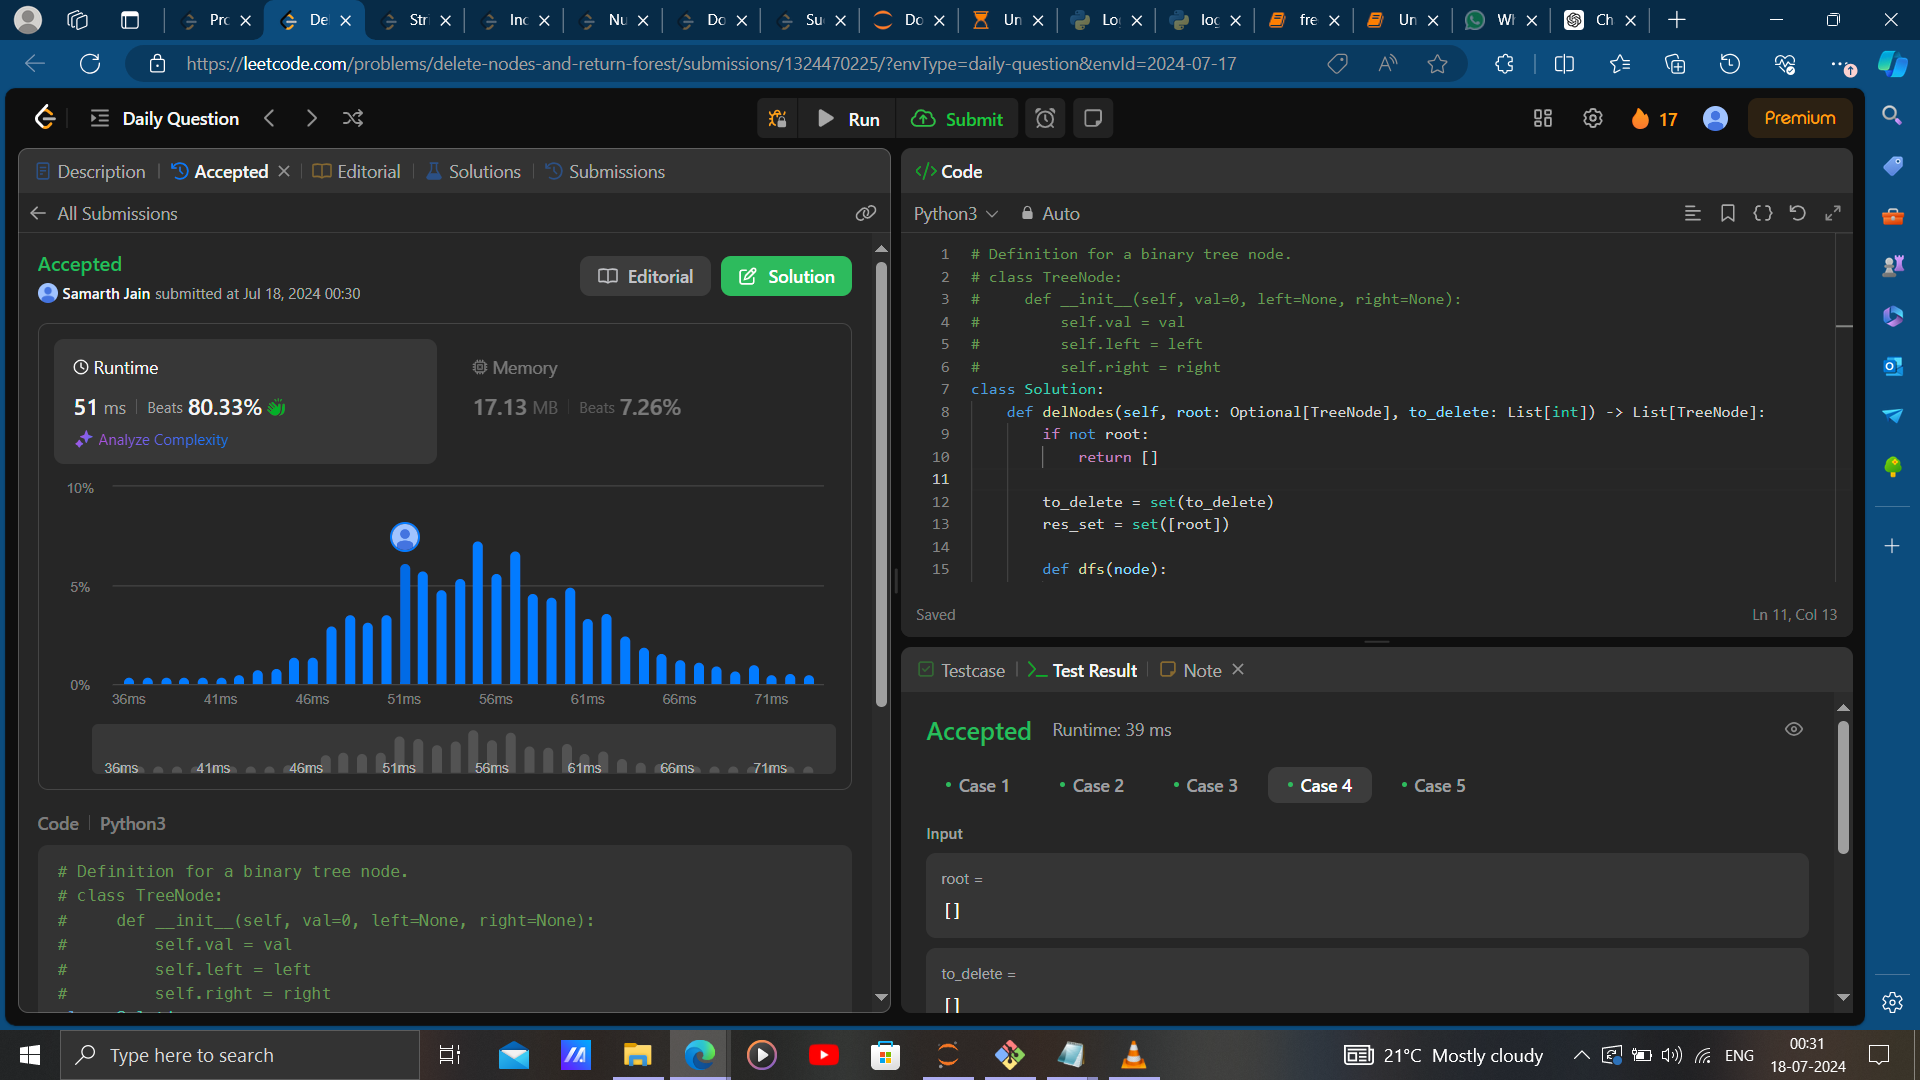 Pro
De
Stri
Inc
Nu
Do
Su
Do
Un
Lo
log
fre
Un
Wh
Ch
https://leetcode.com/problems/delete-nodes-and-return-forest/submissions/1324470225/?envType=daily-question&envId=2024-07-17
Daily Question
Run
Submit
17
Premium
Description
Accepted
Editorial
Solutions
Submissions
All Submissions
Accepted
Samarth Jain submitted at Jul 18, 2024 00:30
Editorial
Solution
Runtime
51 ms Beats 80.33%
Analyze Complexity
Memory
17.13 MB Beats 7.26%
10%
5%
0%
36ms 41ms 46ms 51ms 56ms 61ms 66ms 71ms
36ms 41ms 46ms 51ms 56ms 61ms 66ms 71ms
Code Python3
# Definition for a binary tree node.
# class TreeNode:
#     def __init__(self, val=0, left=None, right=None):
#         self.val = val
#         self.left = left
#         self.right = right
</> Code
Python3 Auto
1 # Definition for a binary tree node.
2 # class TreeNode:
3 #     def __init__(self, val=0, left=None, right=None):
4 #         self.val = val
5 #         self.left = left
6 #         self.right = right
7 class Solution:
8     def delNodes(self, root: Optional[TreeNode], to_delete: List[int]) -> List[TreeNode]:
9         if not root:
10             return []
11
12         to_delete = set(to_delete)
13         res_set = set([root])
14
15         def dfs(node):
Saved
Ln 11, Col 13
Testcase
Test Result
Note
Accepted Runtime: 39 ms
Case 1
Case 2
Case 3
Case 4
Case 5
Input
root =
[]
to_delete =
[]
Type here to search
21°C Mostly cloudy
ENG
00:31
18-07-2024